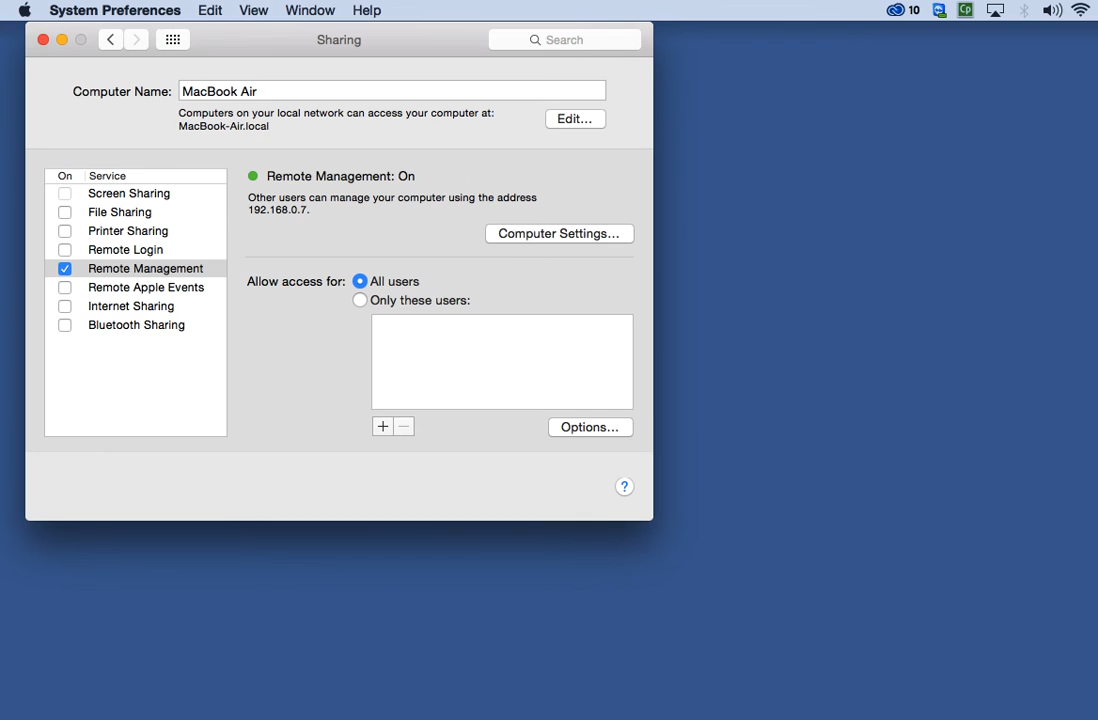 System Preferences Edit View Window Help 10 Cp
Sharing
Search
Computer Name: MacBook Air
Computers on your local network can access your computer at:
MacBook-Air.local
Edit...
On Service
Screen Sharing
File Sharing
Printer Sharing
Remote Login
Remote Management
Remote Apple Events
Internet Sharing
Bluetooth Sharing
Remote Management: On
Other users can manage your computer using the address
192.168.0.7.
Computer Settings...
Allow access for: All users
Only these users:
+ −
Options...
?